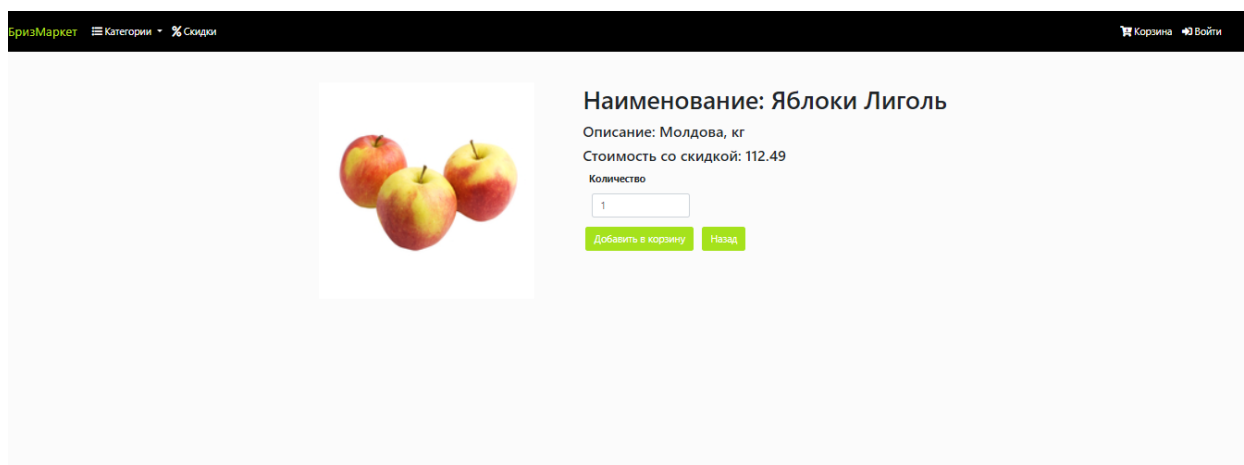 БризМаркет Категории Скидки Корзина Войти
Наименование: Яблоки Лиголь
Описание: Молдова, кг
Стоимость со скидкой: 112.49
Количество
1
Добавить в корзину Назад